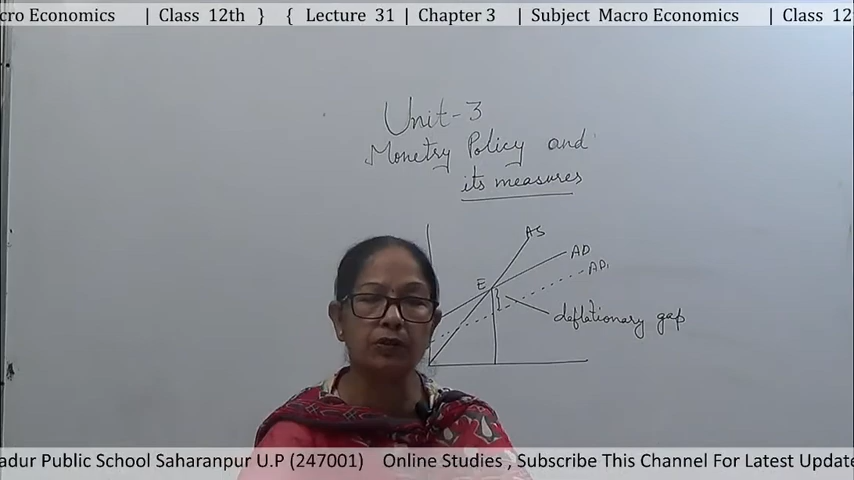 cro Economics | Class 12th } { Lecture 31 | Chapter 3 | Subject Macro Economics | Class 12
Unit-3
Monetry Policy and
its measures
AS
AD
E
AD₁
deflationary gap
adur Public School Saharanpur U.P (247001) Online Studies , Subscribe This Channel For Latest Update